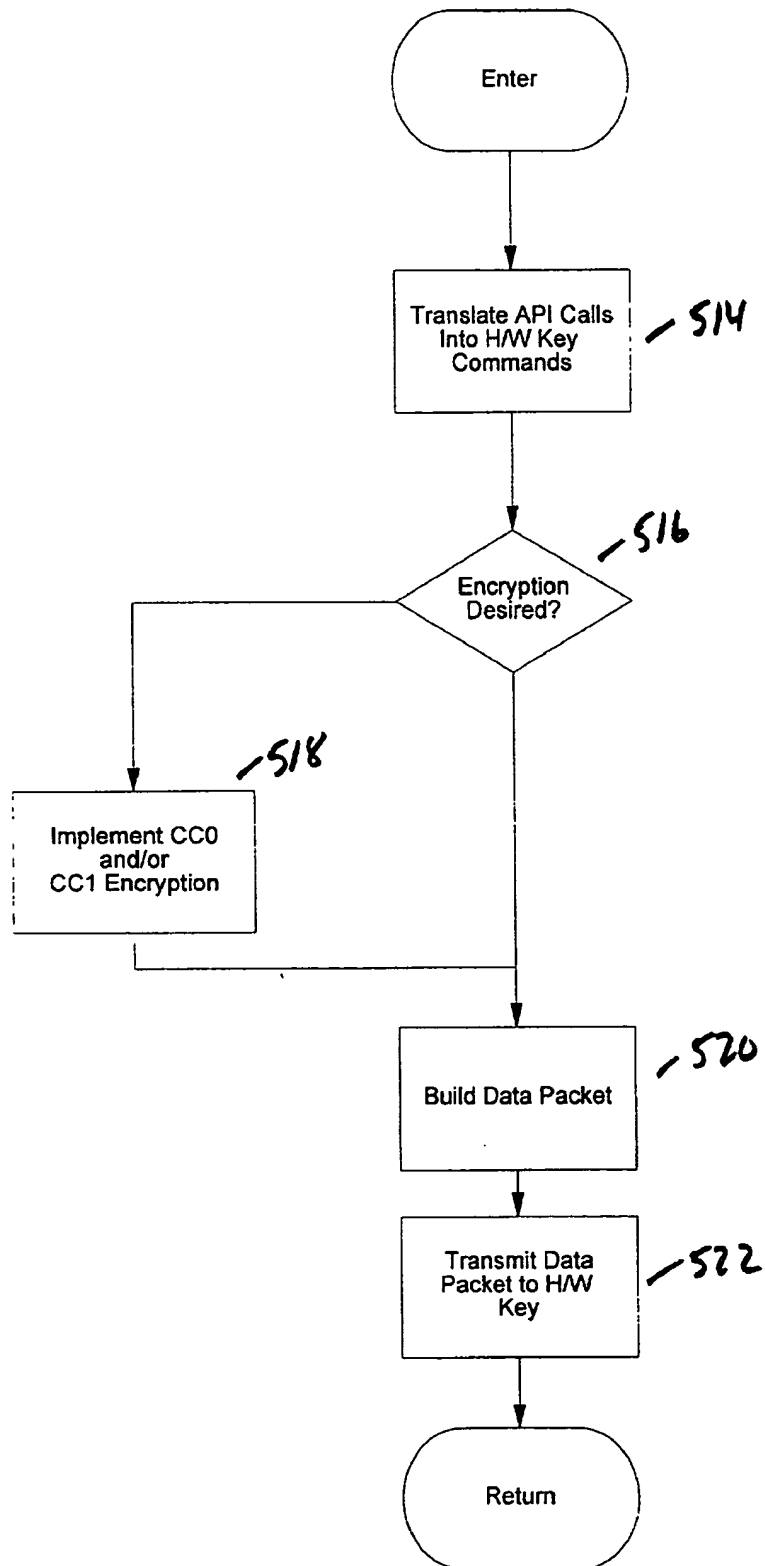 Enter
Translate API Calls
Into H/W Key
Commands
514
516
Encryption
Desired?
518
Implement CC0
and/or
CC1 Encryption
520
Build Data Packet
Transmit Data
Packet to H/W
Key
522
Return